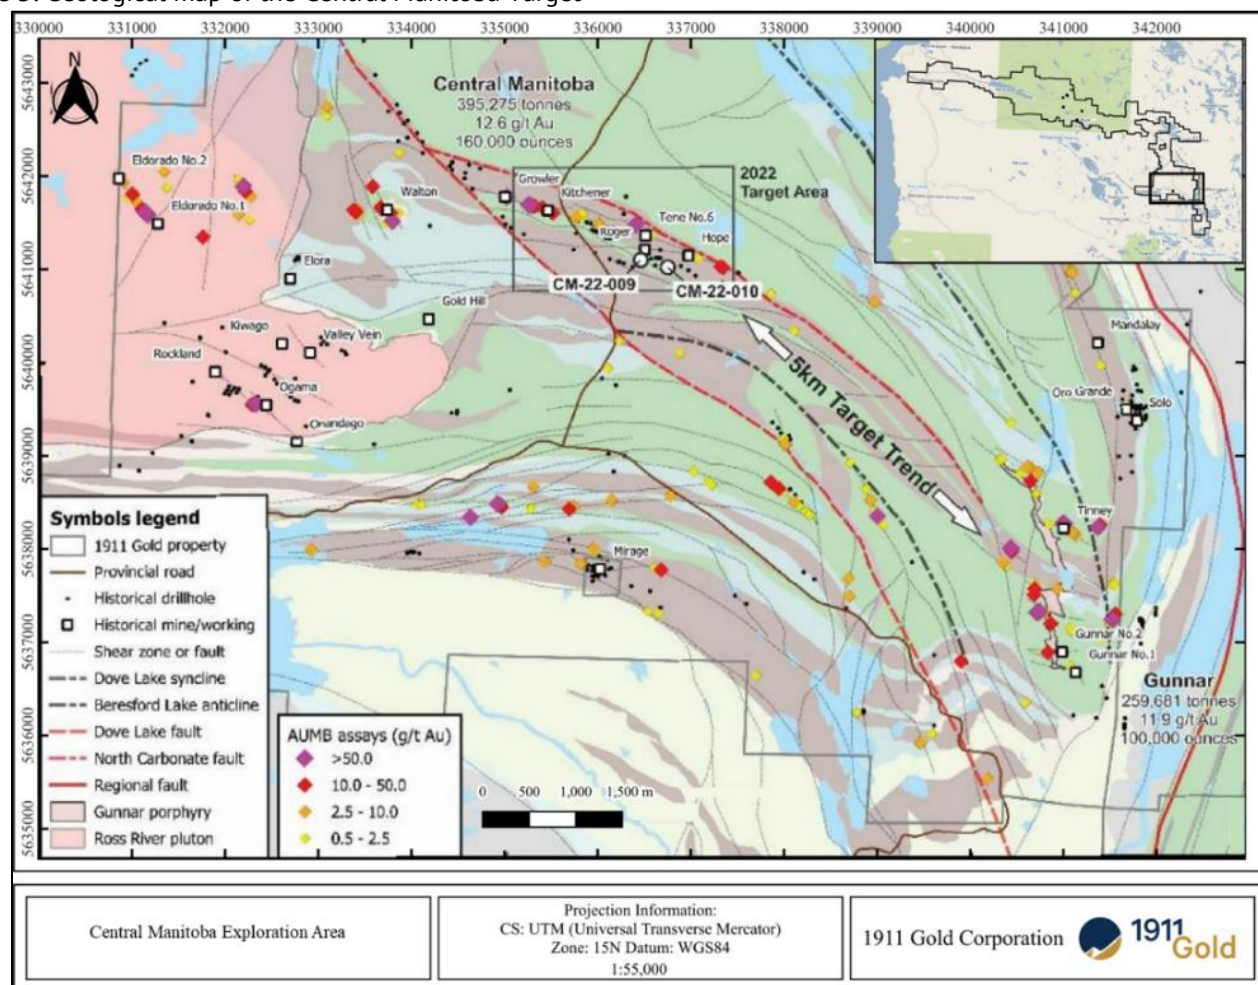 330000 331000 332000 333000 334000 335000 336000 337000 338000 339000 340000 341000 342000
5643000
5642000
5641000
5640000
5639000
5638000
5637000
5636000
5635000
N
Central Manitoba
395,275 tonnes
12.6 g/t Au
160,000 ounces
2022
Target Area
Eldorado No.2
Eldorado No.1
Walton
Growler
Kitchener
Tene No.6
Roger
Hope
Elora
CM-22-009
CM-22-010
Gold Hill
Kiwago
Valley Vein
Rockland
Ogama
Onandago
Mandalay
Oro Grande
Solo
5km Target Trend
Tinney
Mirage
Gunnar No.2
Gunnar No.1
Gunnar
259,681 tonnes
11.9 g/t Au
100,000 ounces
Symbols legend
1911 Gold property
Provincial road
Historical drillhole
Historical mine/working
Shear zone or fault
Dove Lake syncline
Beresford Lake anticline
Dove Lake fault
North Carbonate fault
Regional fault
Gunnar porphyry
Ross River pluton
AUMB assays (g/t Au)
>50.0
10.0 - 50.0
2.5 - 10.0
0.5 - 2.5
0 500 1,000 1,500 m
Central Manitoba Exploration Area
Projection Information:
CS: UTM (Universal Transverse Mercator)
Zone: 15N Datum: WGS84
1:55,000
1911 Gold Corporation
1911
Gold